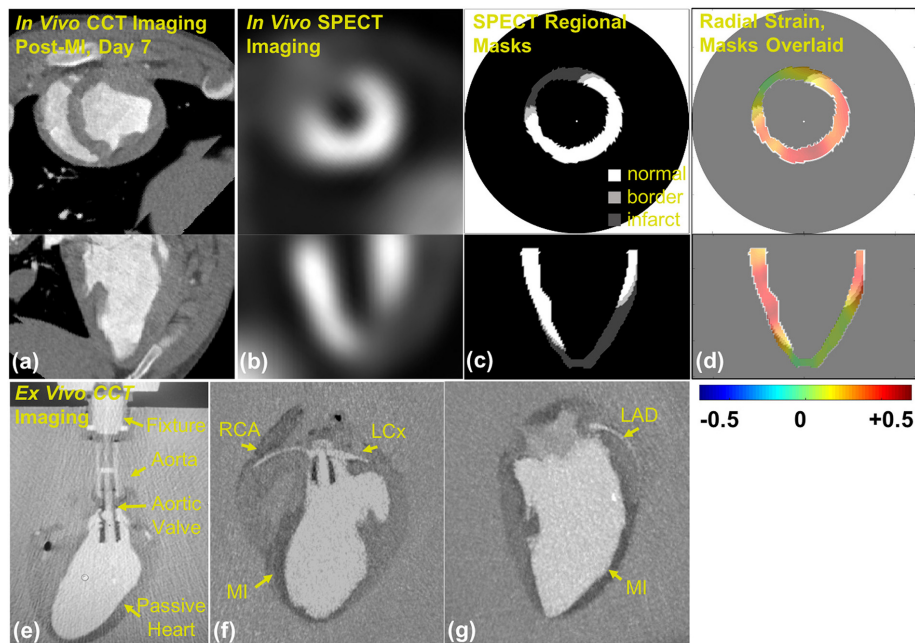 In Vivo CCT Imaging
Post-MI, Day 7
In Vivo SPECT
Imaging
SPECT Regional
Masks
Radial Strain,
Masks Overlaid
normal
border
infarct
(a)
(b)
(c)
(d)
-0.5
0
+0.5
Ex Vivo CCT
Imaging
Fixture
Aorta
Aortic
Valve
Passive
Heart
(e)
RCA
LCx
MI
(f)
LAD
MI
(g)